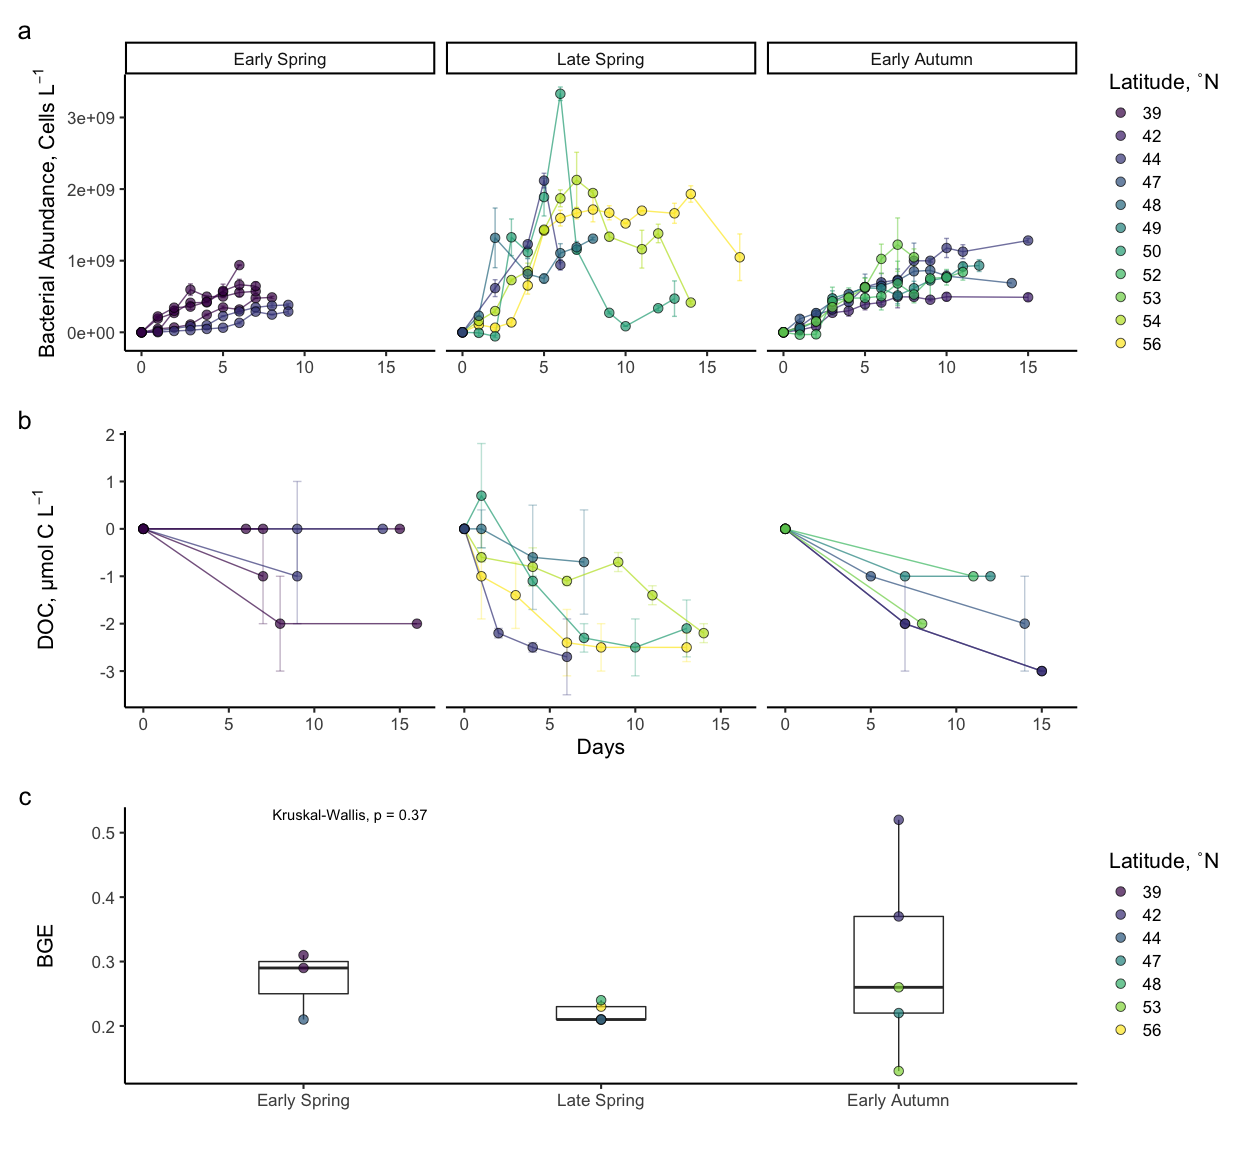 a
Early Spring
Late Spring
Early Autumn
Bacterial Abundance, Cells L⁻¹
3e+09
2e+09
1e+09
0e+00
0 5 10 15
0 5 10 15
0 5 10 15
Latitude, °N
39
42
44
47
48
49
50
52
53
54
56
b
DOC, µmol C L⁻¹
2
1
0
-1
-2
-3
0 5 10 15
0 5 10 15
0 5 10 15
Days
c
Kruskal-Wallis, p = 0.37
BGE
0.5
0.4
0.3
0.2
Early Spring
Late Spring
Early Autumn
Latitude, °N
39
42
44
47
48
53
56